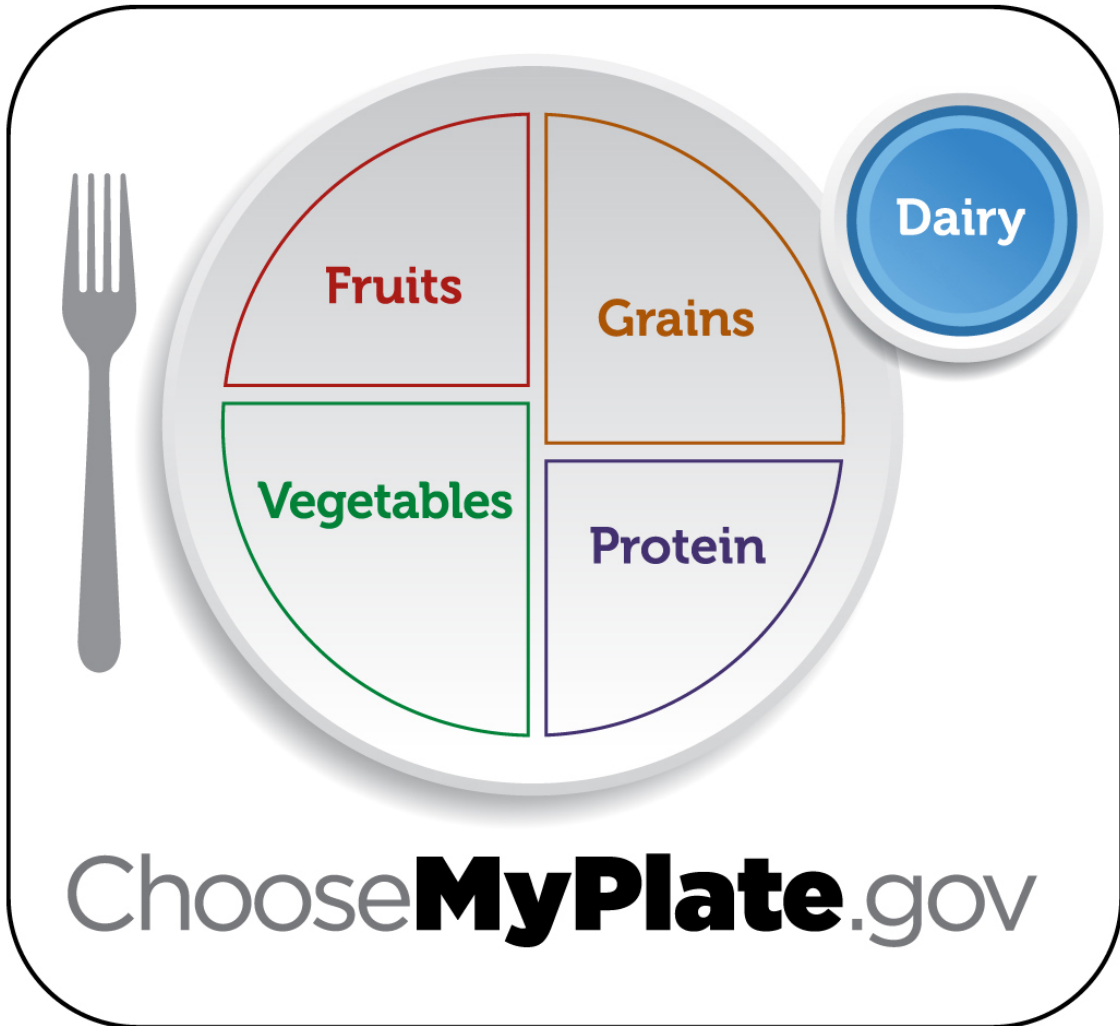 Dairy
Fruits
Grains
Vegetables
Protein
ChooseMyPlate.gov